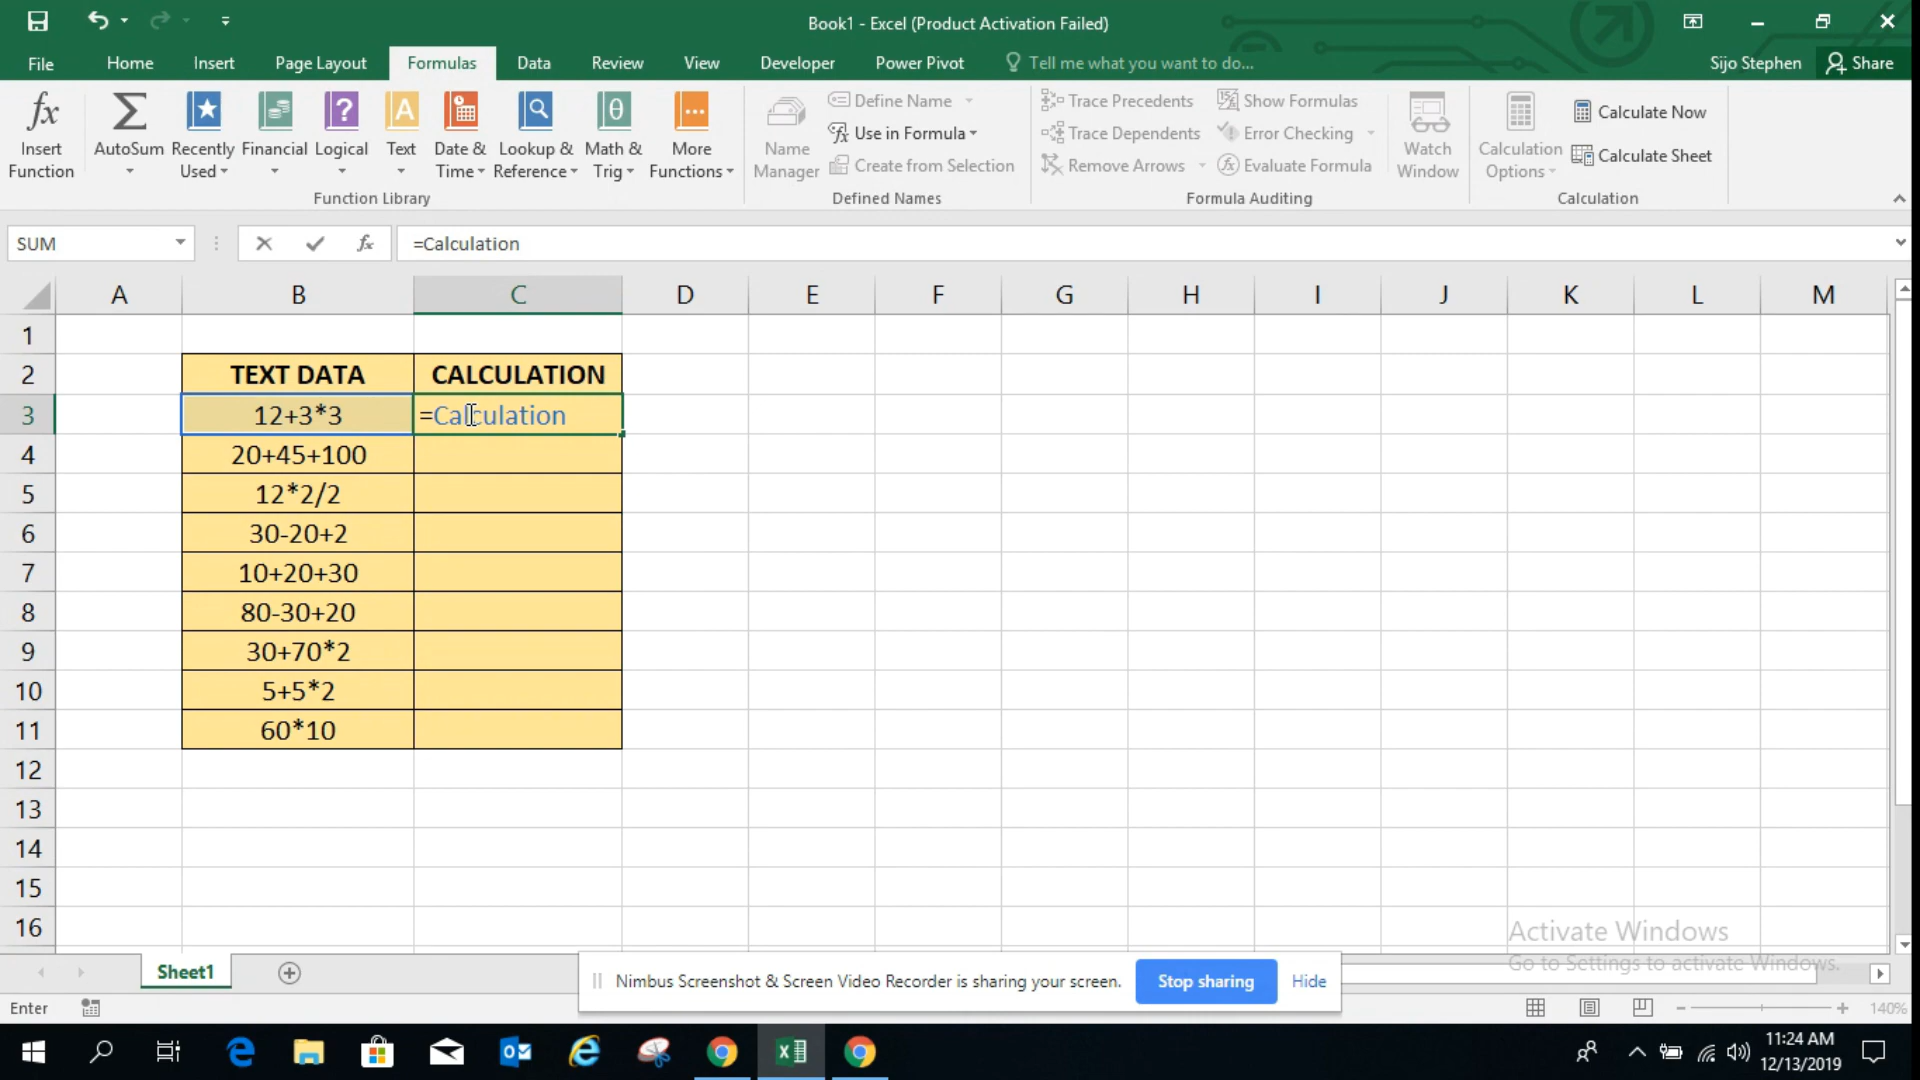 Book1 - Excel (Product Activation Failed)
File Home Insert Page Layout Formulas Data Review View Developer Power Pivot Tell me what you want to do... Sijo Stephen Share
fx Insert Function
AutoSum
Recently Used
Financial
Logical
Text
Date & Time
Lookup & Reference
Math & Trig
More Functions
Function Library
Name Manager
Define Name
Use in Formula
Create from Selection
Defined Names
Trace Precedents
Trace Dependents
Remove Arrows
Show Formulas
Error Checking
Evaluate Formula
Formula Auditing
Watch Window
Calculation Options
Calculate Now
Calculate Sheet
Calculation
SUM fx =Calculation
A B C D E F G H I J K L M
1
2 TEXT DATA CALCULATION
3 12+3*3 =Calculation
4 20+45+100
5 12*2/2
6 30-20+2
7 10+20+30
8 80-30+20
9 30+70*2
10 5+5*2
11 60*10
12
13
14
15
16
Activate Windows
Go to Settings to activate Windows.
Sheet1
Nimbus Screenshot & Screen Video Recorder is sharing your screen. Stop sharing Hide
Enter 140%
11:24 AM
12/13/2019